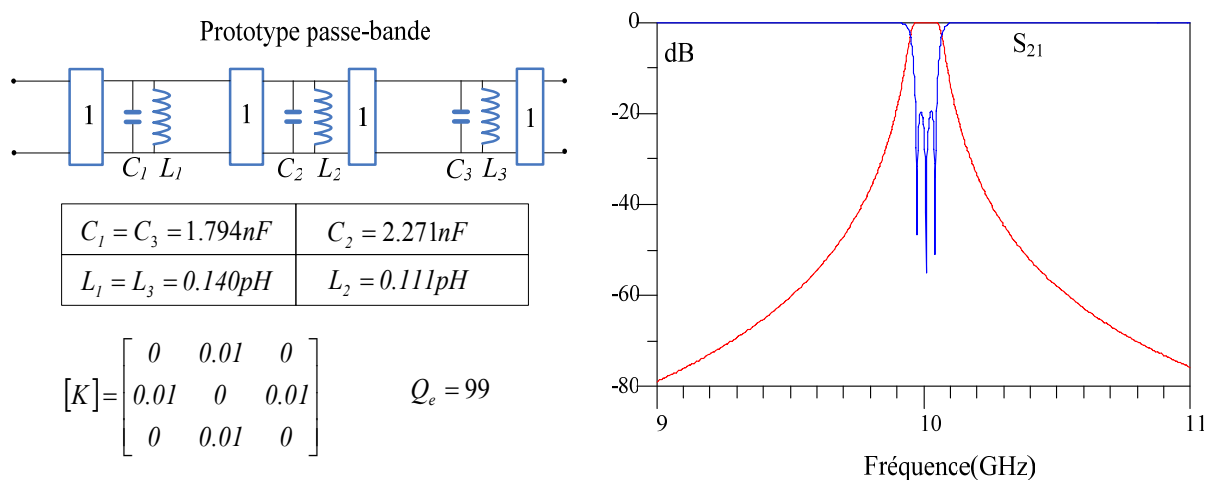 Prototype passe-bande
1 1 1 1
C1 L1 C2 L2 C3 L3
C1 = C3 = 1.794nF C2 = 2.271nF
L1 = L3 = 0.140pH L2 = 0.111pH
[K]= 0 0.01 0
0.01 0 0.01
0 0.01 0
Qe = 99
0
dB
S21
-20
-40
-60
-80
9 10 11
Fréquence(GHz)